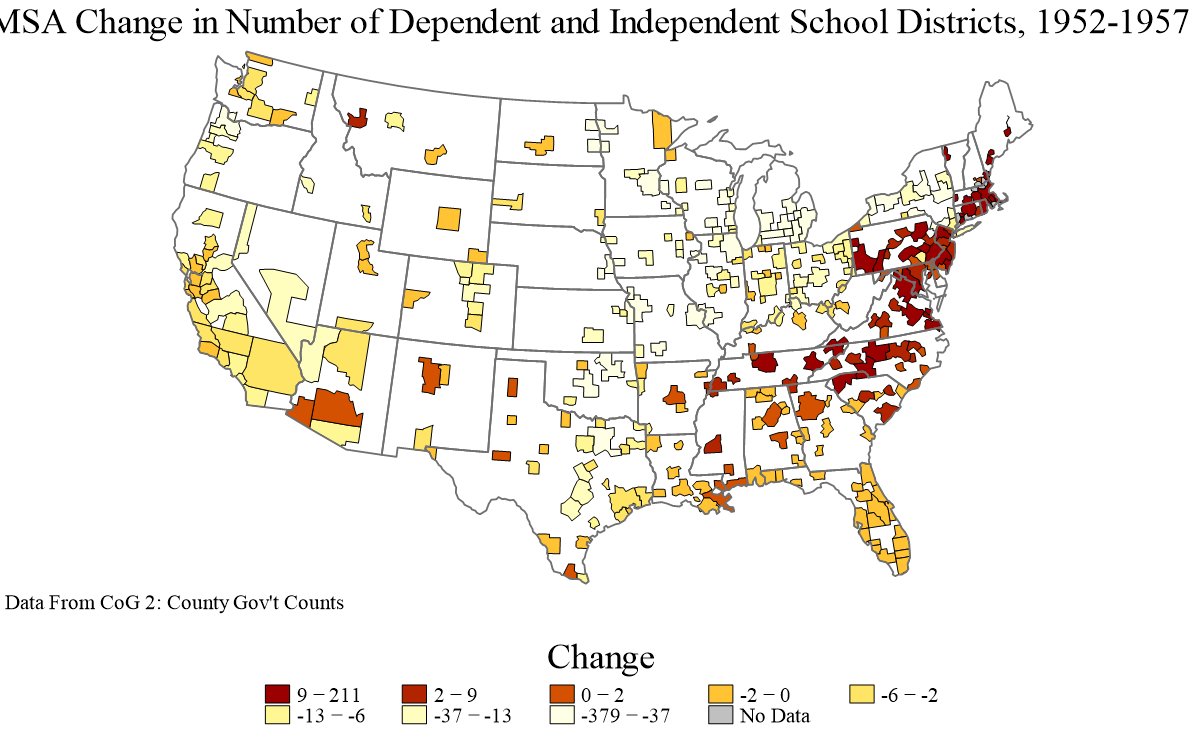 MSA Change in Number of Dependent and Independent School Districts, 1952-1957
Data From CoG 2: County Gov't Counts
Change
9 − 211
2 − 9
0 − 2
-2 − 0
-6 − -2
-13 − -6
-37 − -13
-379 − -37
No Data